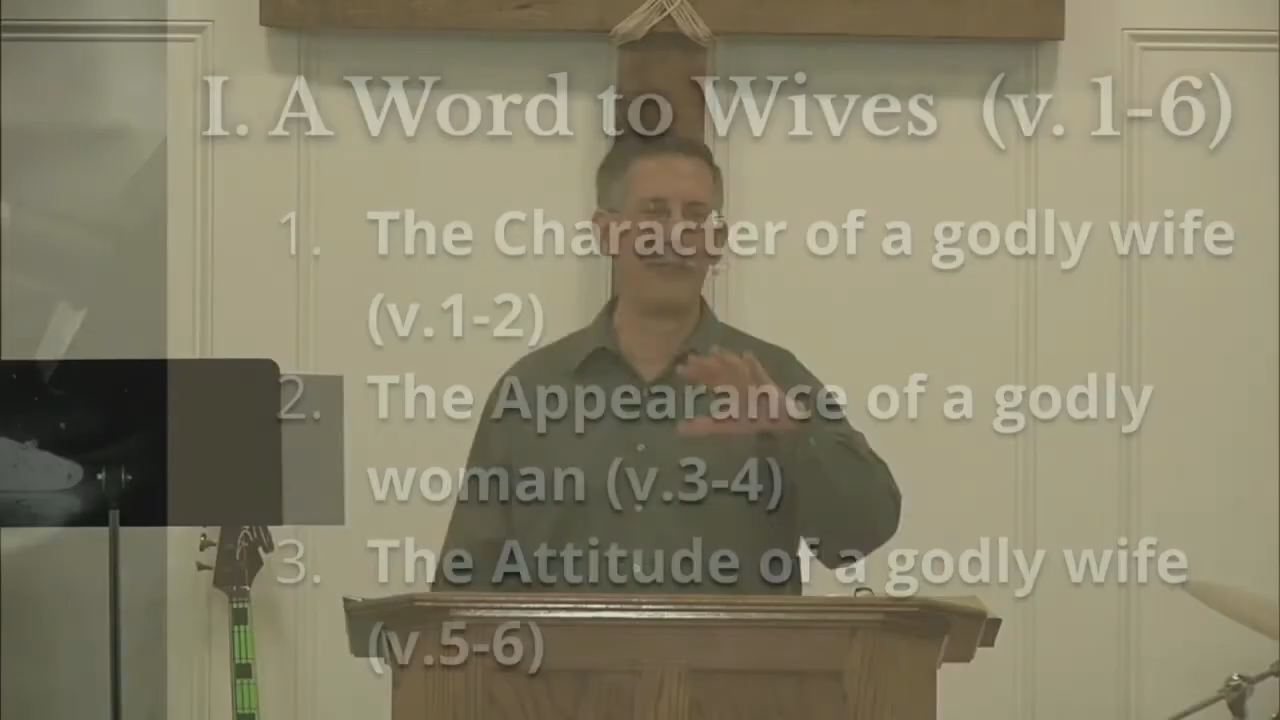 I. A Word to Wives (v. 1-6)
1. The Character of a godly wife
(v.1-2)
2. The Appearance of a godly
woman (v.3-4)
3. The Attitude of a godly wife
(v.5-6)